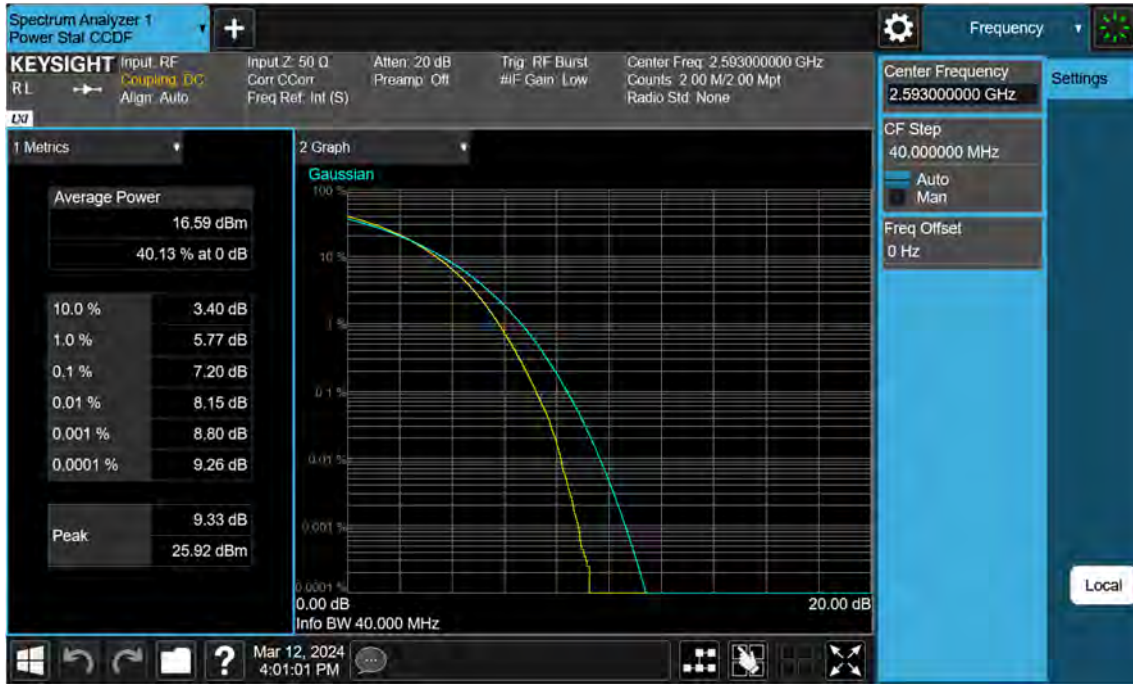 Spectrum Analyzer 1
Power Stat CCDF
+
Frequency
KEYSIGHT
RL
LXI
Input: RF
Coupling: DC
Align: Auto
Input Z: 50 Ω
Corr CCorr
Freq Ref: Int (S)
Atten: 20 dB
Preamp: Off
Trig: RF Burst
#IF Gain: Low
Center Freq: 2.593000000 GHz
Counts: 2.00 M/2.00 Mpt
Radio Std: None
Center Frequency
2.593000000 GHz
Settings
CF Step
40.000000 MHz
Auto
Man
Freq Offset
0 Hz
Local
1 Metrics
Average Power
16.59 dBm
40.13 % at 0 dB
10.0 % 3.40 dB
1.0 % 5.77 dB
0.1 % 7.20 dB
0.01 % 8.15 dB
0.001 % 8.80 dB
0.0001 % 9.26 dB
Peak
9.33 dB
25.92 dBm
2 Graph
Gaussian
100 %
10 %
1 %
0.1 %
0.01 %
0.001 %
0.0001 %
0.00 dB 20.00 dB
Info BW 40.000 MHz
?
Mar 12, 2024
4:01:01 PM